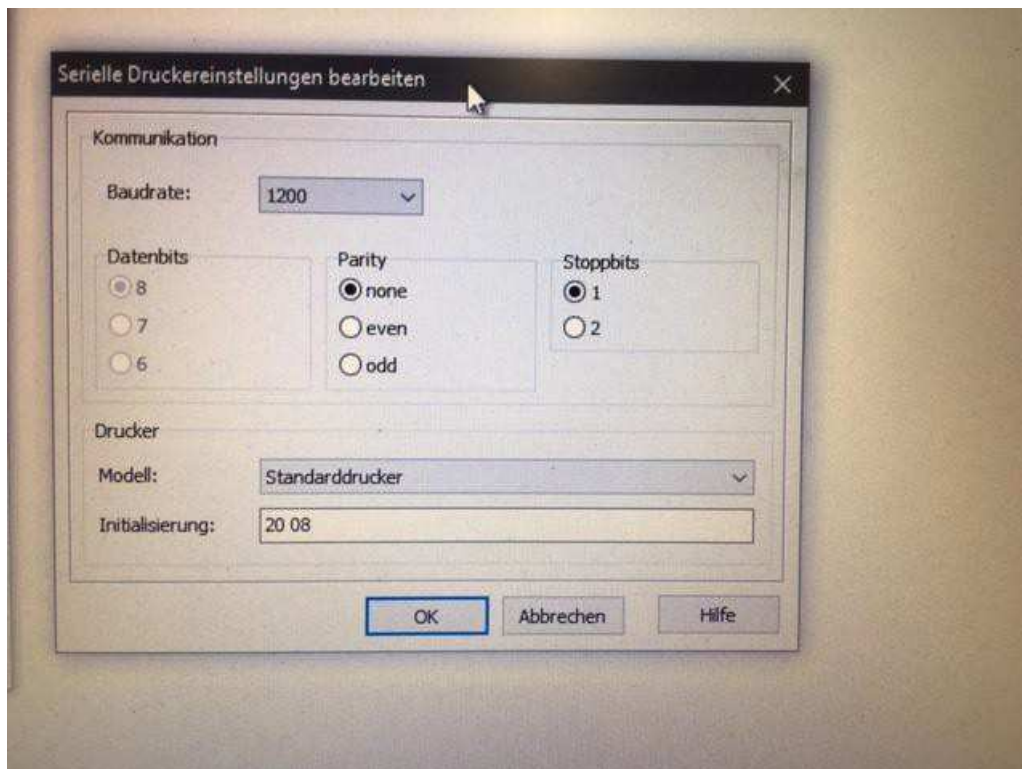 Serielle Druckereinstellungen bearbeiten
Kommunikation
Baudrate: 1200
Datenbits Parity Stoppbits
8 none 1
7 even 2
6 odd
Drucker
Modell: Standarddrucker
Initialisierung: 20 08
OK Abbrechen Hilfe